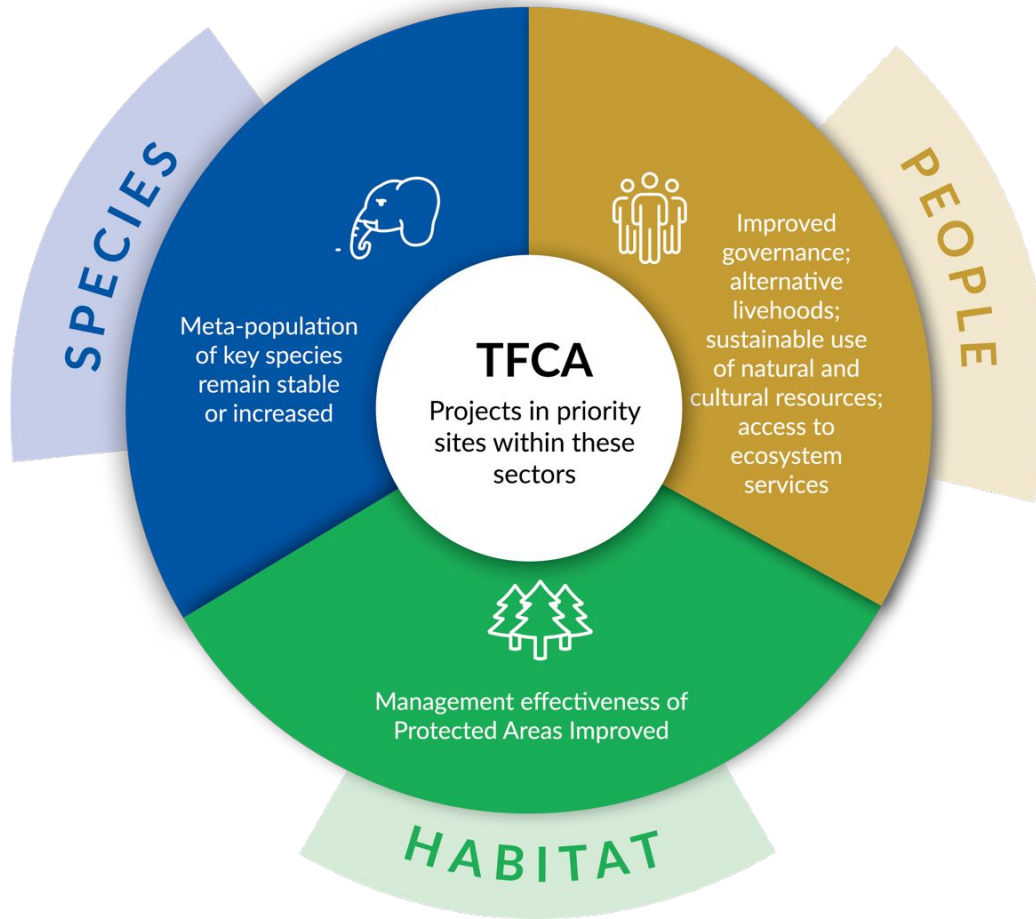 SPECIES
Meta-population
of key species
remain stable
or increased
PEOPLE
Improved
governance;
alternative
livehoods;
sustainable use
of natural and
cultural resources;
access to
ecosystem
services
TFCA
Projects in priority
sites within these
sectors
Management effectiveness of
Protected Areas Improved
HABITAT